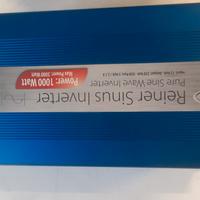 Reiner Sinus Inverter
Pure Sine Wave Inverter
Power: 1000 Watt
Max Power: 2000 Watt